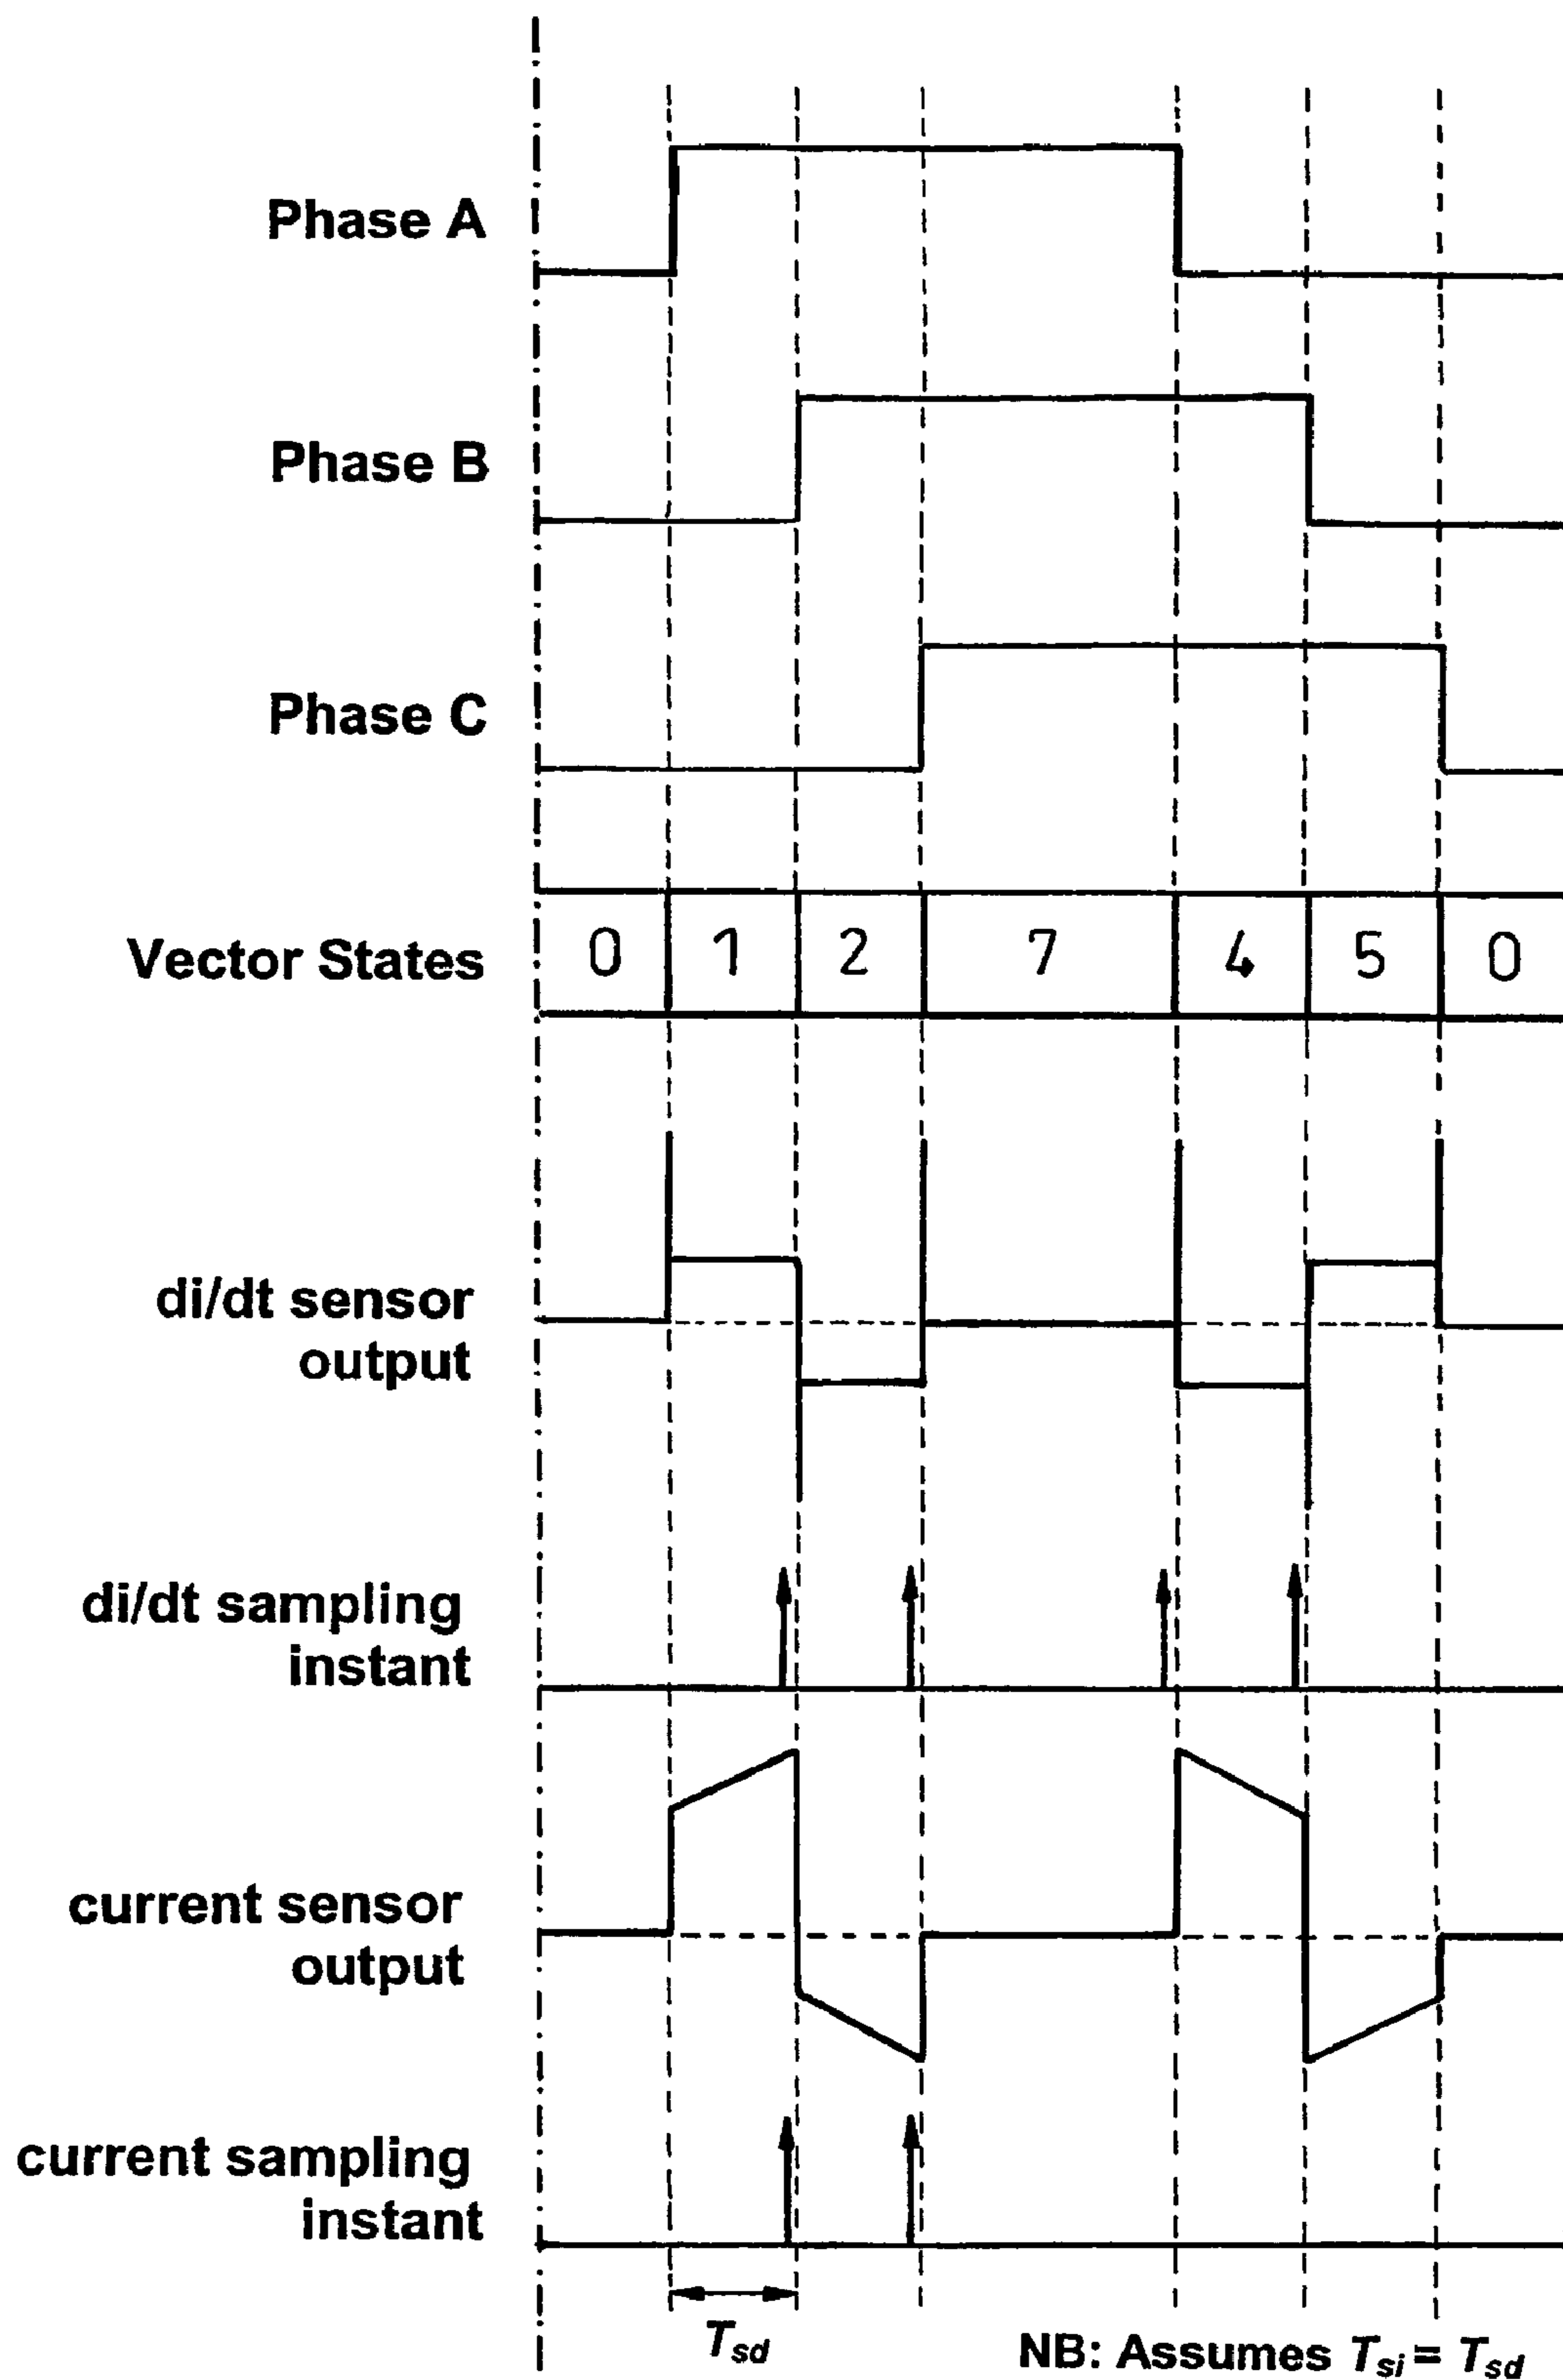 Phase A
Phase B
Phase C
Vector States
0 1 2 7 4 5 0
di/dt sensor
output
di/dt sampling
instant
current sensor
output
current sampling
instant
Tsd
NB: Assumes Tsi = Tsd